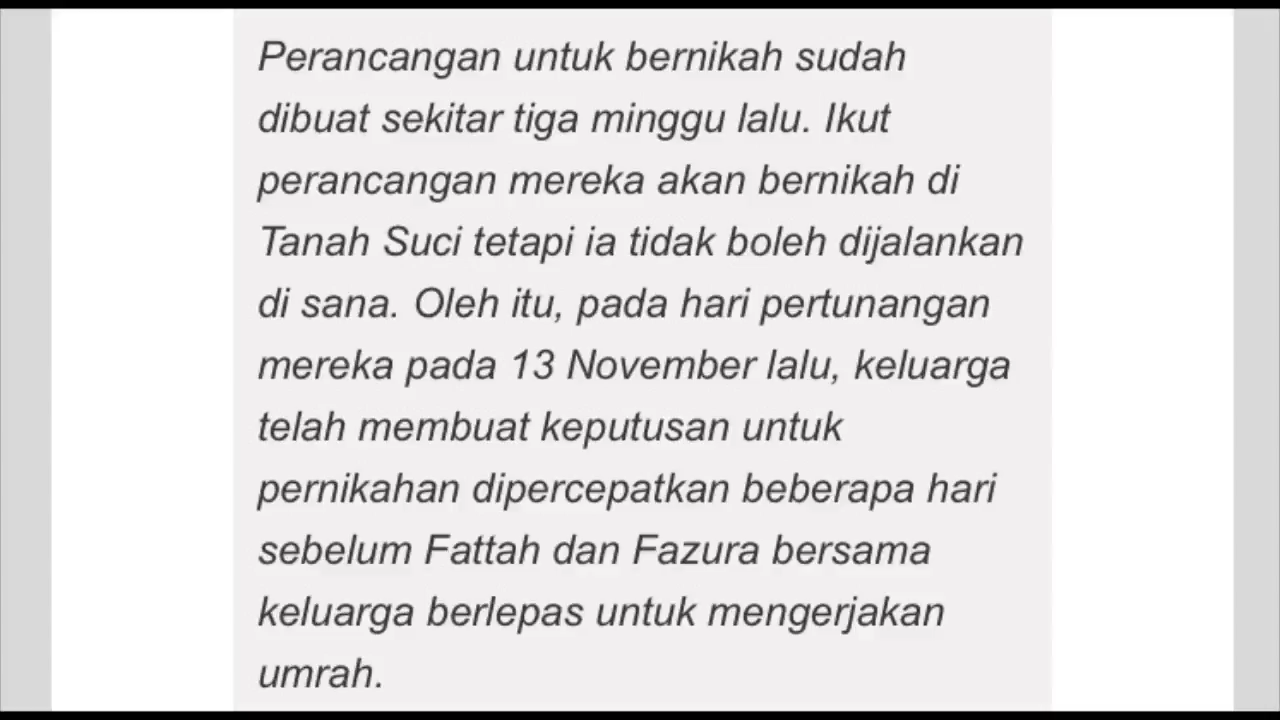 Perancangan untuk bernikah sudah
dibuat sekitar tiga minggu lalu. Ikut
perancangan mereka akan bernikah di
Tanah Suci tetapi ia tidak boleh dijalankan
di sana. Oleh itu, pada hari pertunangan
mereka pada 13 November lalu, keluarga
telah membuat keputusan untuk
pernikahan dipercepatkan beberapa hari
sebelum Fattah dan Fazura bersama
keluarga berlepas untuk mengerjakan
umrah.